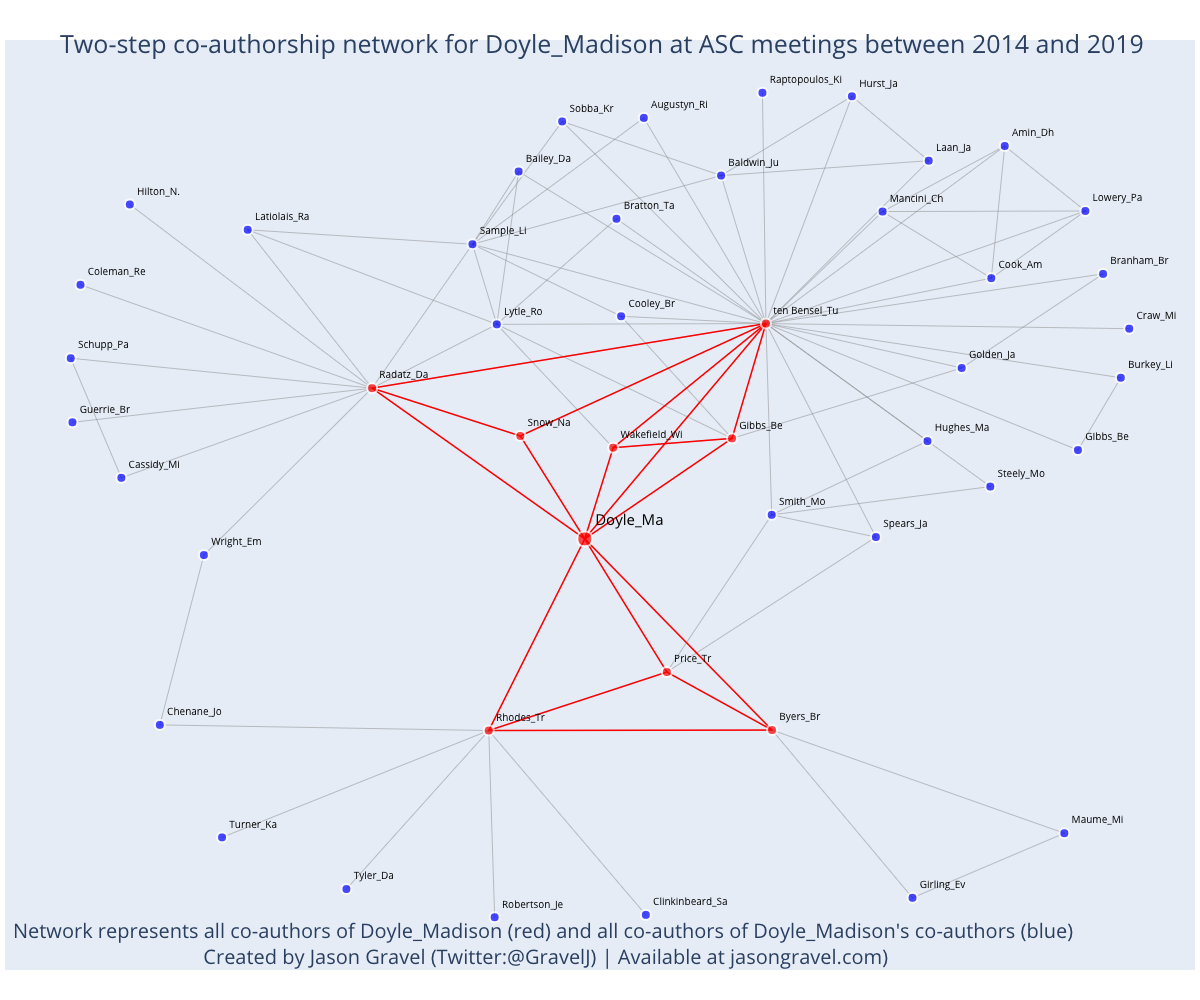 Two-step co-authorship network for Doyle_Madison at ASC meetings between 2014 and 2019
Raptopoulos_Ki
Hurst_Ja
Sobba_Kr
Augustyn_Ri
Amin_Dh
Laan_Ja
Bailey_Da
Baldwin_Ju
Hilton_N.
Mancini_Ch
Lowery_Pa
Latiolais_Ra
Bratton_Ta
Sample_Li
Coleman_Re
Cook_Am
Branham_Br
Lytle_Ro
Cooley_Br
ten Bensel_Tu
Craw_Mi
Schupp_Pa
Golden_Ja
Burkey_Li
Radatz_Da
Guerrie_Br
Snow_Na
Wakefield_Wi
Gibbs_Be
Hughes_Ma
Gibbs_Be
Cassidy_Mi
Steely_Mo
Smith_Mo
Doyle_Ma
Spears_Ja
Wright_Em
Price_Tr
Chenane_Jo
Rhodes_Tr
Byers_Br
Turner_Ka
Maume_Mi
Tyler_Da
Girling_Ev
Robertson_Je
Clinkinbeard_Sa
Network represents all co-authors of Doyle_Madison (red) and all co-authors of Doyle_Madison's co-authors (blue)
Created by Jason Gravel (Twitter:@GravelJ) | Available at jasongravel.com)